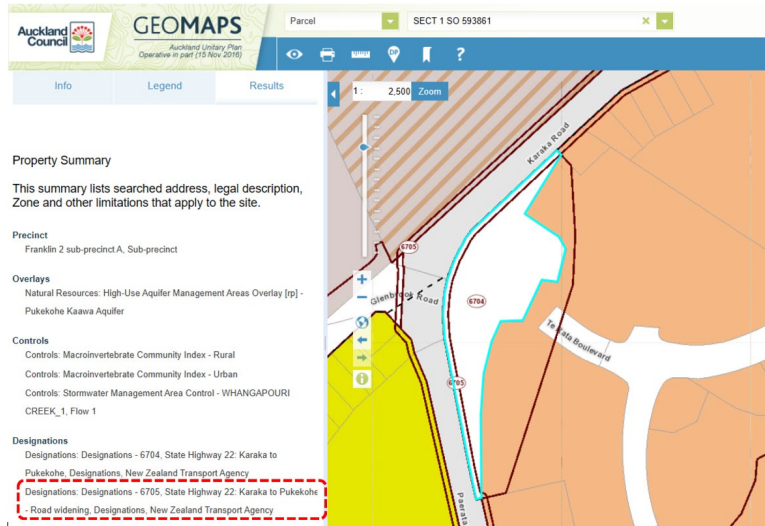 Auckland
Council
GEOMAPS
Auckland Unitary Plan
Operative in part (15 Nov 2016)
Parcel
SECT 1 SO 593861
×
DP
?
Info
Legend
Results
1 : 2,500 Zoom
Property Summary
This summary lists searched address, legal description,
Zone and other limitations that apply to the site.
Precinct
Franklin 2 sub-precinct A, Sub-precinct
Overlays
Natural Resources: High-Use Aquifer Management Areas Overlay [rp] -
Pukekohe Kaawa Aquifer
Controls
Controls: Macroinvertebrate Community Index - Rural
Controls: Macroinvertebrate Community Index - Urban
Controls: Stormwater Management Area Control - WHANGAPOURI
CREEK_1, Flow 1
Designations
Designations: Designations - 6704, State Highway 22: Karaka to
Pukekohe, Designations, New Zealand Transport Agency
Designations: Designations - 6705, State Highway 22: Karaka to Pukekohe
- Road widening, Designations, New Zealand Transport Agency
Karaka Road
6705
Glenbrook Road
6704
Te Rata Boulevard
6705
Paerata